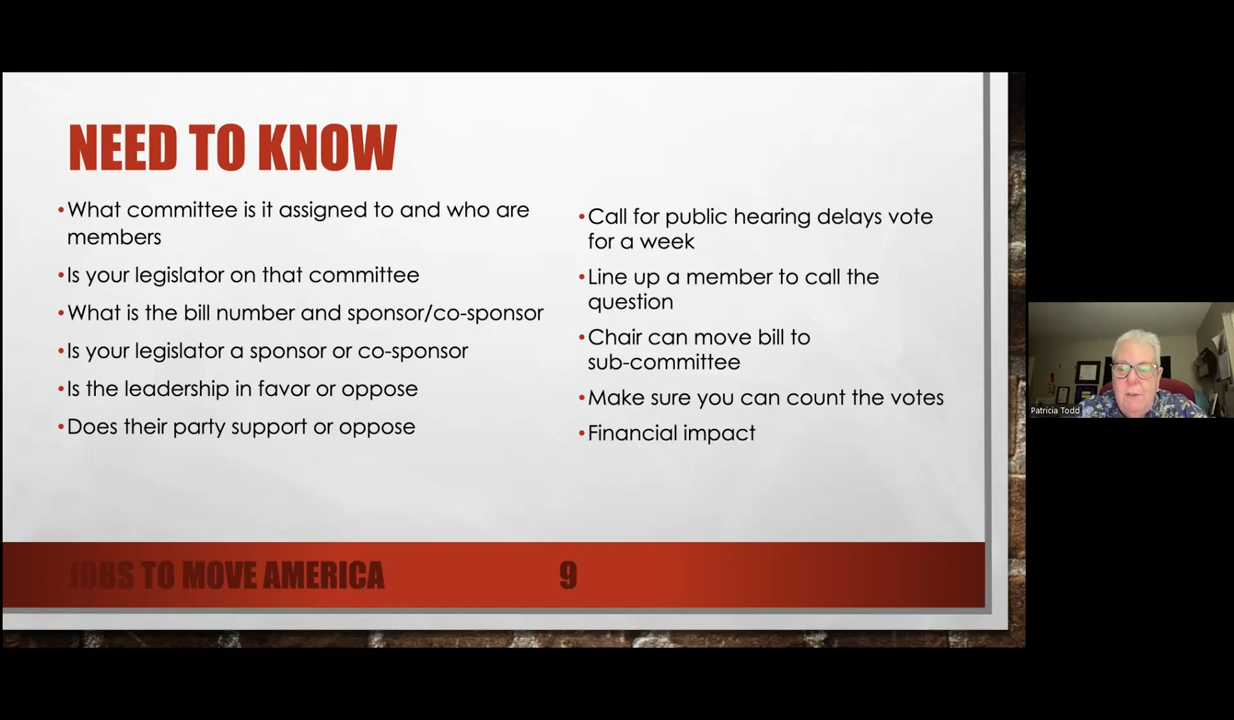 NEED TO KNOW
•What committee is it assigned to and who are
members
•Is your legislator on that committee
•What is the bill number and sponsor/co-sponsor
•Is your legislator a sponsor or co-sponsor
•Is the leadership in favor or oppose
•Does their party support or oppose
•Call for public hearing delays vote
for a week
•Line up a member to call the
question
•Chair can move bill to
sub-committee
•Make sure you can count the votes
•Financial impact
JOBS TO MOVE AMERICA
9
Patricia Todd